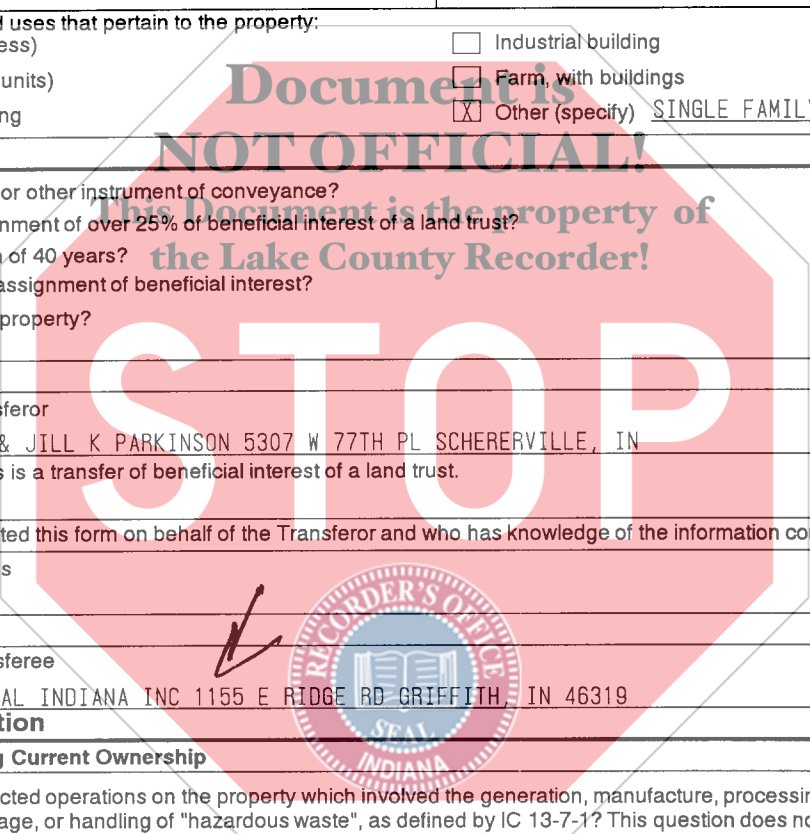 uses that pertain to the property:
ess)
Industrial building
units)
Farm, with buildings
ng
X Other (specify) SINGLE FAMILY
Document is
NOT OFFICIAL!
This Document is the property of
the Lake County Recorder!
or other instrument of conveyance?
nment of over 25% of beneficial interest of a land trust?
of 40 years?
assignment of beneficial interest?
property?
STOP
sferor
& JILL K PARKINSON 5307 W 77TH PL SCHERERVILLE, IN
s is a transfer of beneficial interest of a land trust.
ted this form on behalf of the Transferor and who has knowledge of the information co
s
RECORDER'S OFFICE
SEAL
INDIANA
sferee
AL INDIANA INC 1155 E RIDGE RD GRIFFITH, IN 46319
tion
g Current Ownership
cted operations on the property which involved the generation, manufacture, processin
age, or handling of "hazardous waste", as defined by IC 13-7-1? This question does no